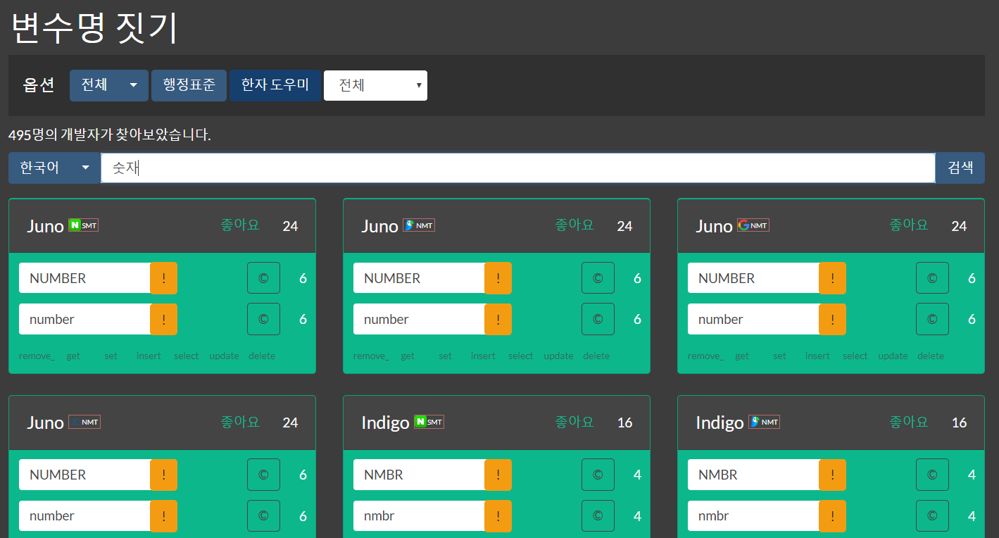 변수명 짓기
옵션 전체 행정표준 한자 도우미 전체
495명의 개발자가 찾아보았습니다.
한국어 숫자 검색
Juno N SMT 좋아요 24
NUMBER ! © 6
number ! © 6
remove_ get set insert select update delete
Juno NMT 좋아요 24
NUMBER ! © 6
number ! © 6
remove_ get set insert select update delete
Juno G NMT 좋아요 24
NUMBER ! © 6
number ! © 6
remove_ get set insert select update delete
Juno NMT 좋아요 24
NUMBER ! © 6
number ! © 6
Indigo N SMT 좋아요 16
NMBR ! © 4
nmbr ! © 4
Indigo NMT 좋아요 16
NMBR ! © 4
nmbr ! © 4